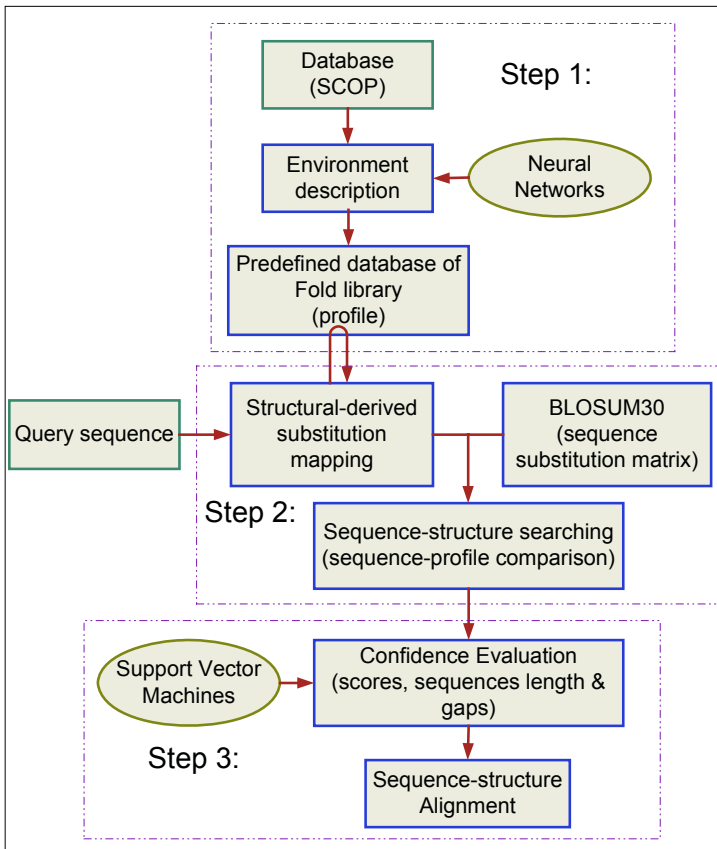 Database
(SCOP)
Step 1:
Environment
description
Neural
Networks
Predefined database of
Fold library
(profile)
Query sequence
Structural-derived
substitution
mapping
BLOSUM30
(sequence
substitution matrix)
Step 2:
Sequence-structure searching
(sequence-profile comparison)
Support Vector
Machines
Confidence Evaluation
(scores, sequences length &
gaps)
Step 3:
Sequence-structure
Alignment